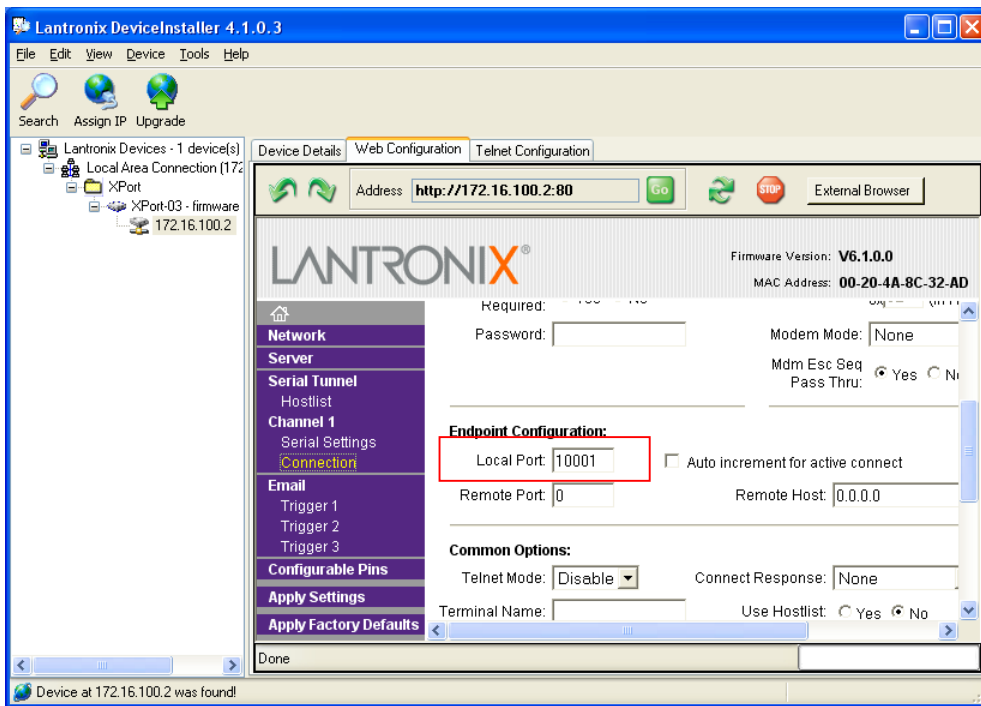 Lantronix DeviceInstaller 4.1.0.3
File Edit View Device Tools Help
Search Assign IP Upgrade
Lantronix Devices - 1 device(s)
Local Area Connection (172
XPort
XPort-03 - firmware
172.16.100.2
Device Details Web Configuration Telnet Configuration
Address http://172.16.100.2:80 Go STOP External Browser
LANTRONIX®
Firmware Version: V6.1.0.0
MAC Address: 00-20-4A-8C-32-AD
Network
Server
Serial Tunnel
Hostlist
Channel 1
Serial Settings
Connection
Email
Trigger 1
Trigger 2
Trigger 3
Configurable Pins
Apply Settings
Apply Factory Defaults
Required:
Password:
Modem Mode: None
Mdm Esc Seq
Pass Thru: Yes
Endpoint Configuration:
Local Port: 10001 Auto increment for active connect
Remote Port: 0 Remote Host: 0.0.0.0
Common Options:
Telnet Mode: Disable Connect Response: None
Terminal Name: Use Hostlist: Yes No
Done
Device at 172.16.100.2 was found!